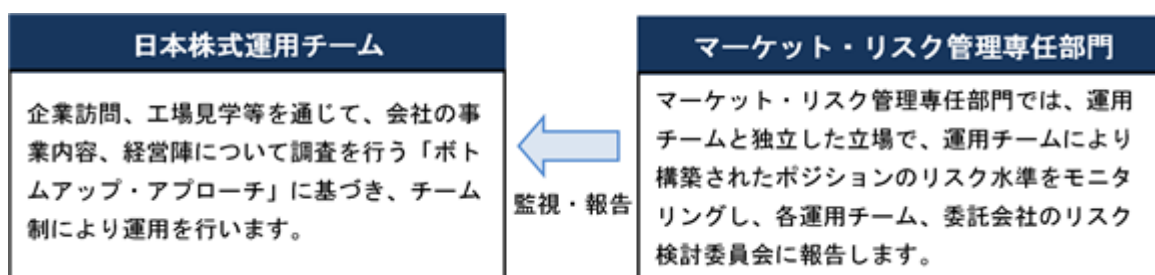 日本株式運用チーム
企業訪問、工場見学等を通じて、会社の事
業内容、経営陣について調査を行う「ボト
ムアップ・アプローチ」に基づき、チーム
制により運用を行います。
監視・報告
マーケット・リスク管理専任部門
マーケット・リスク管理専任部門では、運用
チームと独立した立場で、運用チームにより
構築されたポジションのリスク水準をモニタ
リングし、各運用チーム、委託会社のリスク
検討委員会に報告します。